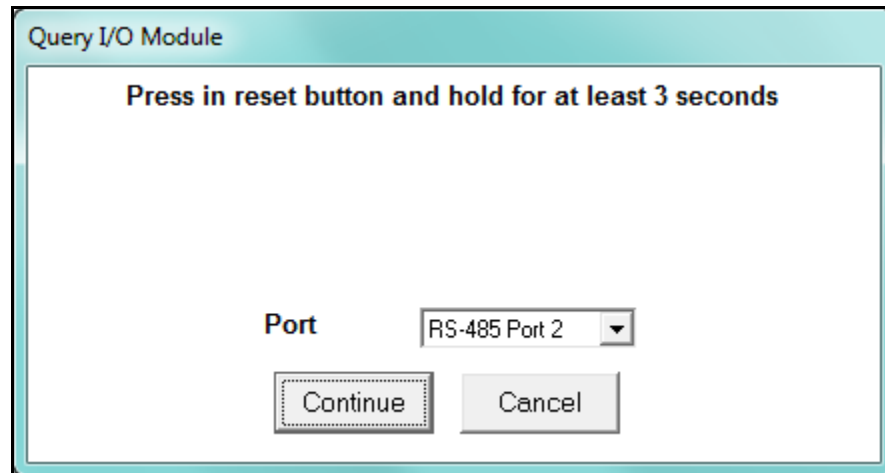 Query I/O Module
Press in reset button and hold for at least 3 seconds
Port
RS-485 Port 2
Continue
Cancel